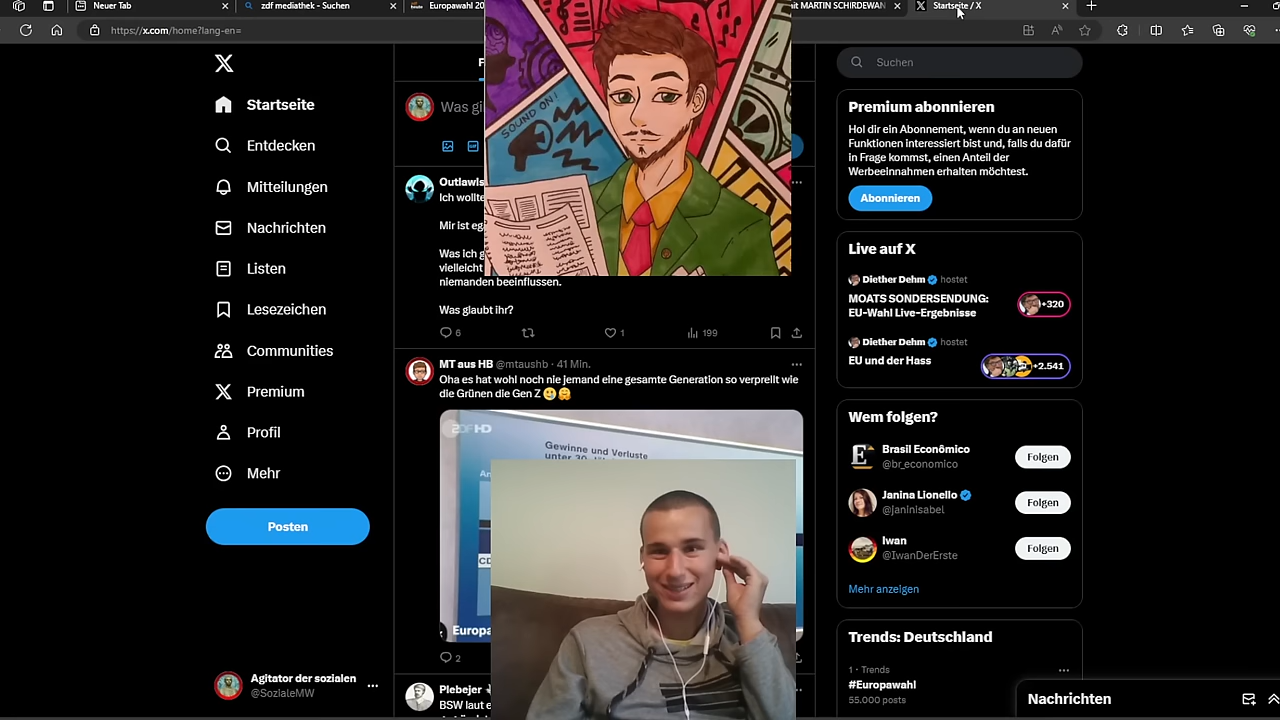 Neuer Tab
zdf mediathek - Suchen
Europawahl 20
it MARTIN SCHIRDEWAN
Startseite / X
https://x.com/home?lang-en=
Startseite
Entdecken
Mitteilungen
Nachrichten
Listen
Lesezeichen
Communities
Premium
Profil
Mehr
Posten
Agitator der sozialen
@SozialeMW
Was gi
SOUND ON!
Outlawis
Ich wollte
Mir ist eg
Was ich g
vielleicht
niemanden beeinflussen.
Was glaubt ihr?
6
1
199
MT aus HB @mtaushb · 41 Min.
Oha es hat wohl noch nie jemand eine gesamte Generation so verprellt wie
die Grünen die Gen Z 😀🤗
ZDF HD
Gewinne und Verluste
unter 30-
An
CD
Europa
2
Plebejer
BSW laut e
Suchen
Premium abonnieren
Hol dir ein Abonnement, wenn du an neuen
Funktionen interessiert bist und, falls du dafür
in Frage kommst, einen Anteil der
Werbeeinnahmen erhalten möchtest.
Abonnieren
Live auf X
Diether Dehm hostet
MOATS SONDERSENDUNG:
EU-Wahl Live-Ergebnisse
+320
Diether Dehm hostet
EU und der Hass
+2.541
Wem folgen?
Brasil Econômico
@br_economico
Folgen
Janina Lionello
@janinisabel
Folgen
Iwan
@IwanDerErste
Folgen
Mehr anzeigen
Trends: Deutschland
1 · Trends
#Europawahl
55.000 posts
Nachrichten